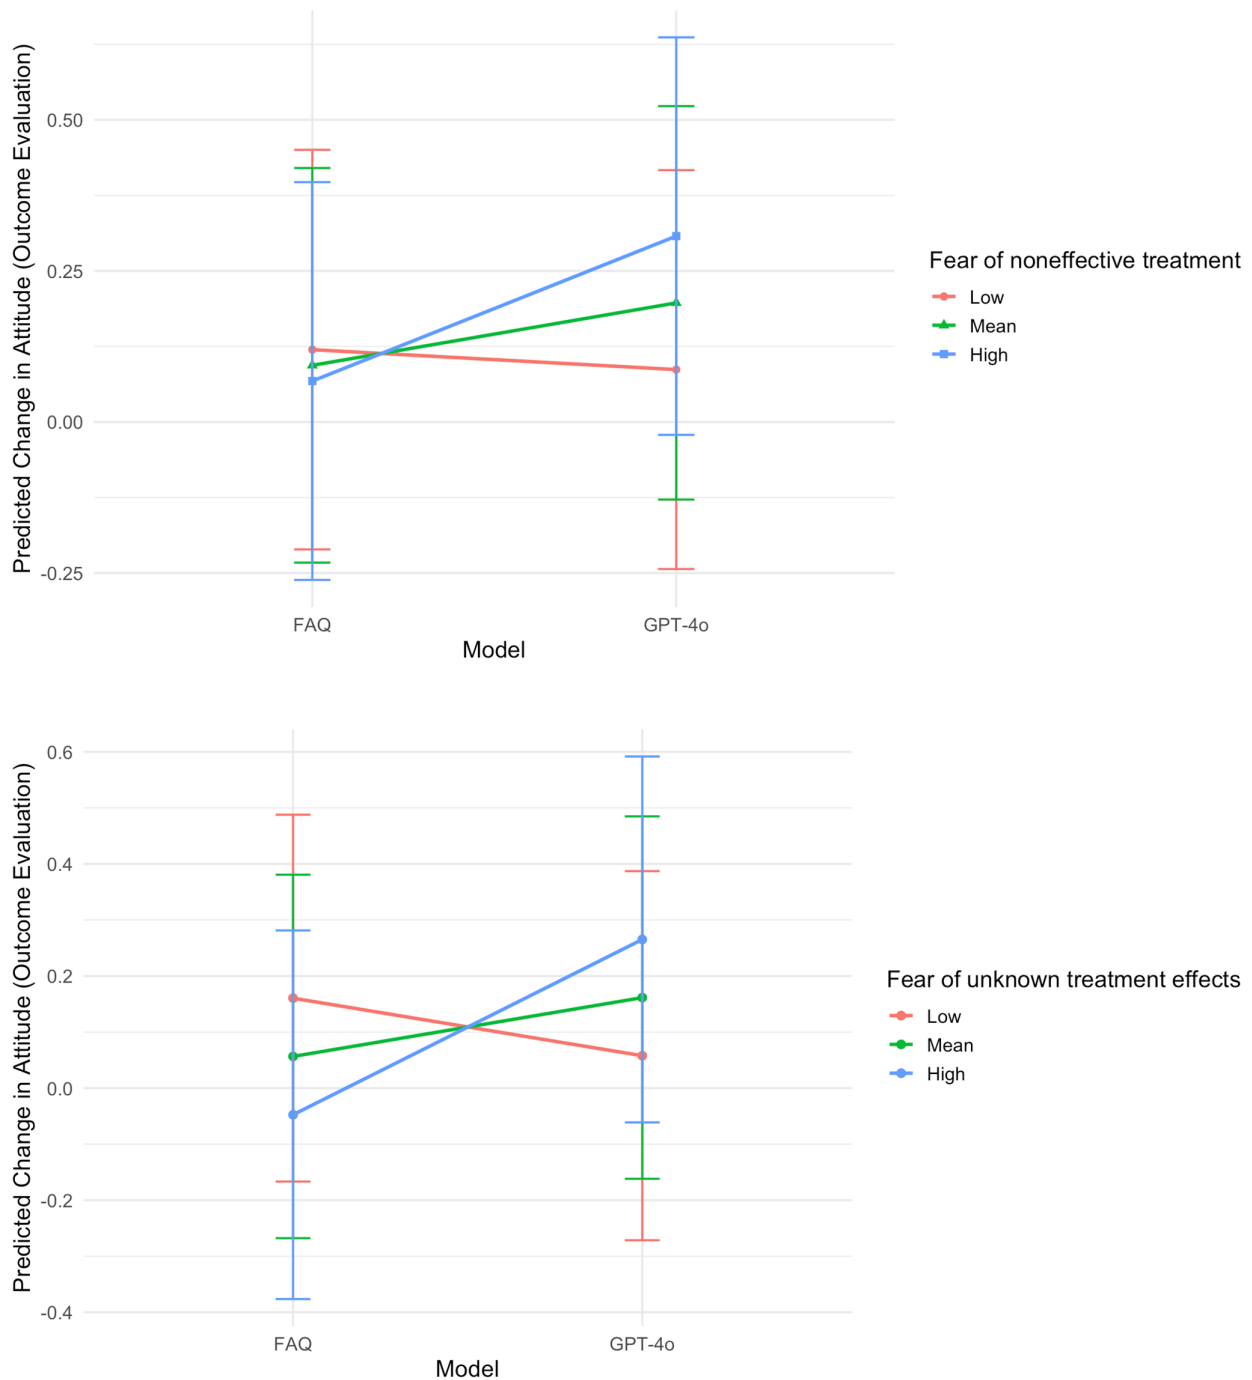 Predicted Change in Attitude (Outcome Evaluation)
0.50
0.25
0.00
-0.25
FAQ
GPT-4o
Model
Fear of noneffective treatment
Low
Mean
High
Predicted Change in Attitude (Outcome Evaluation)
0.6
0.4
0.2
0.0
-0.2
-0.4
FAQ
GPT-4o
Model
Fear of unknown treatment effects
Low
Mean
High